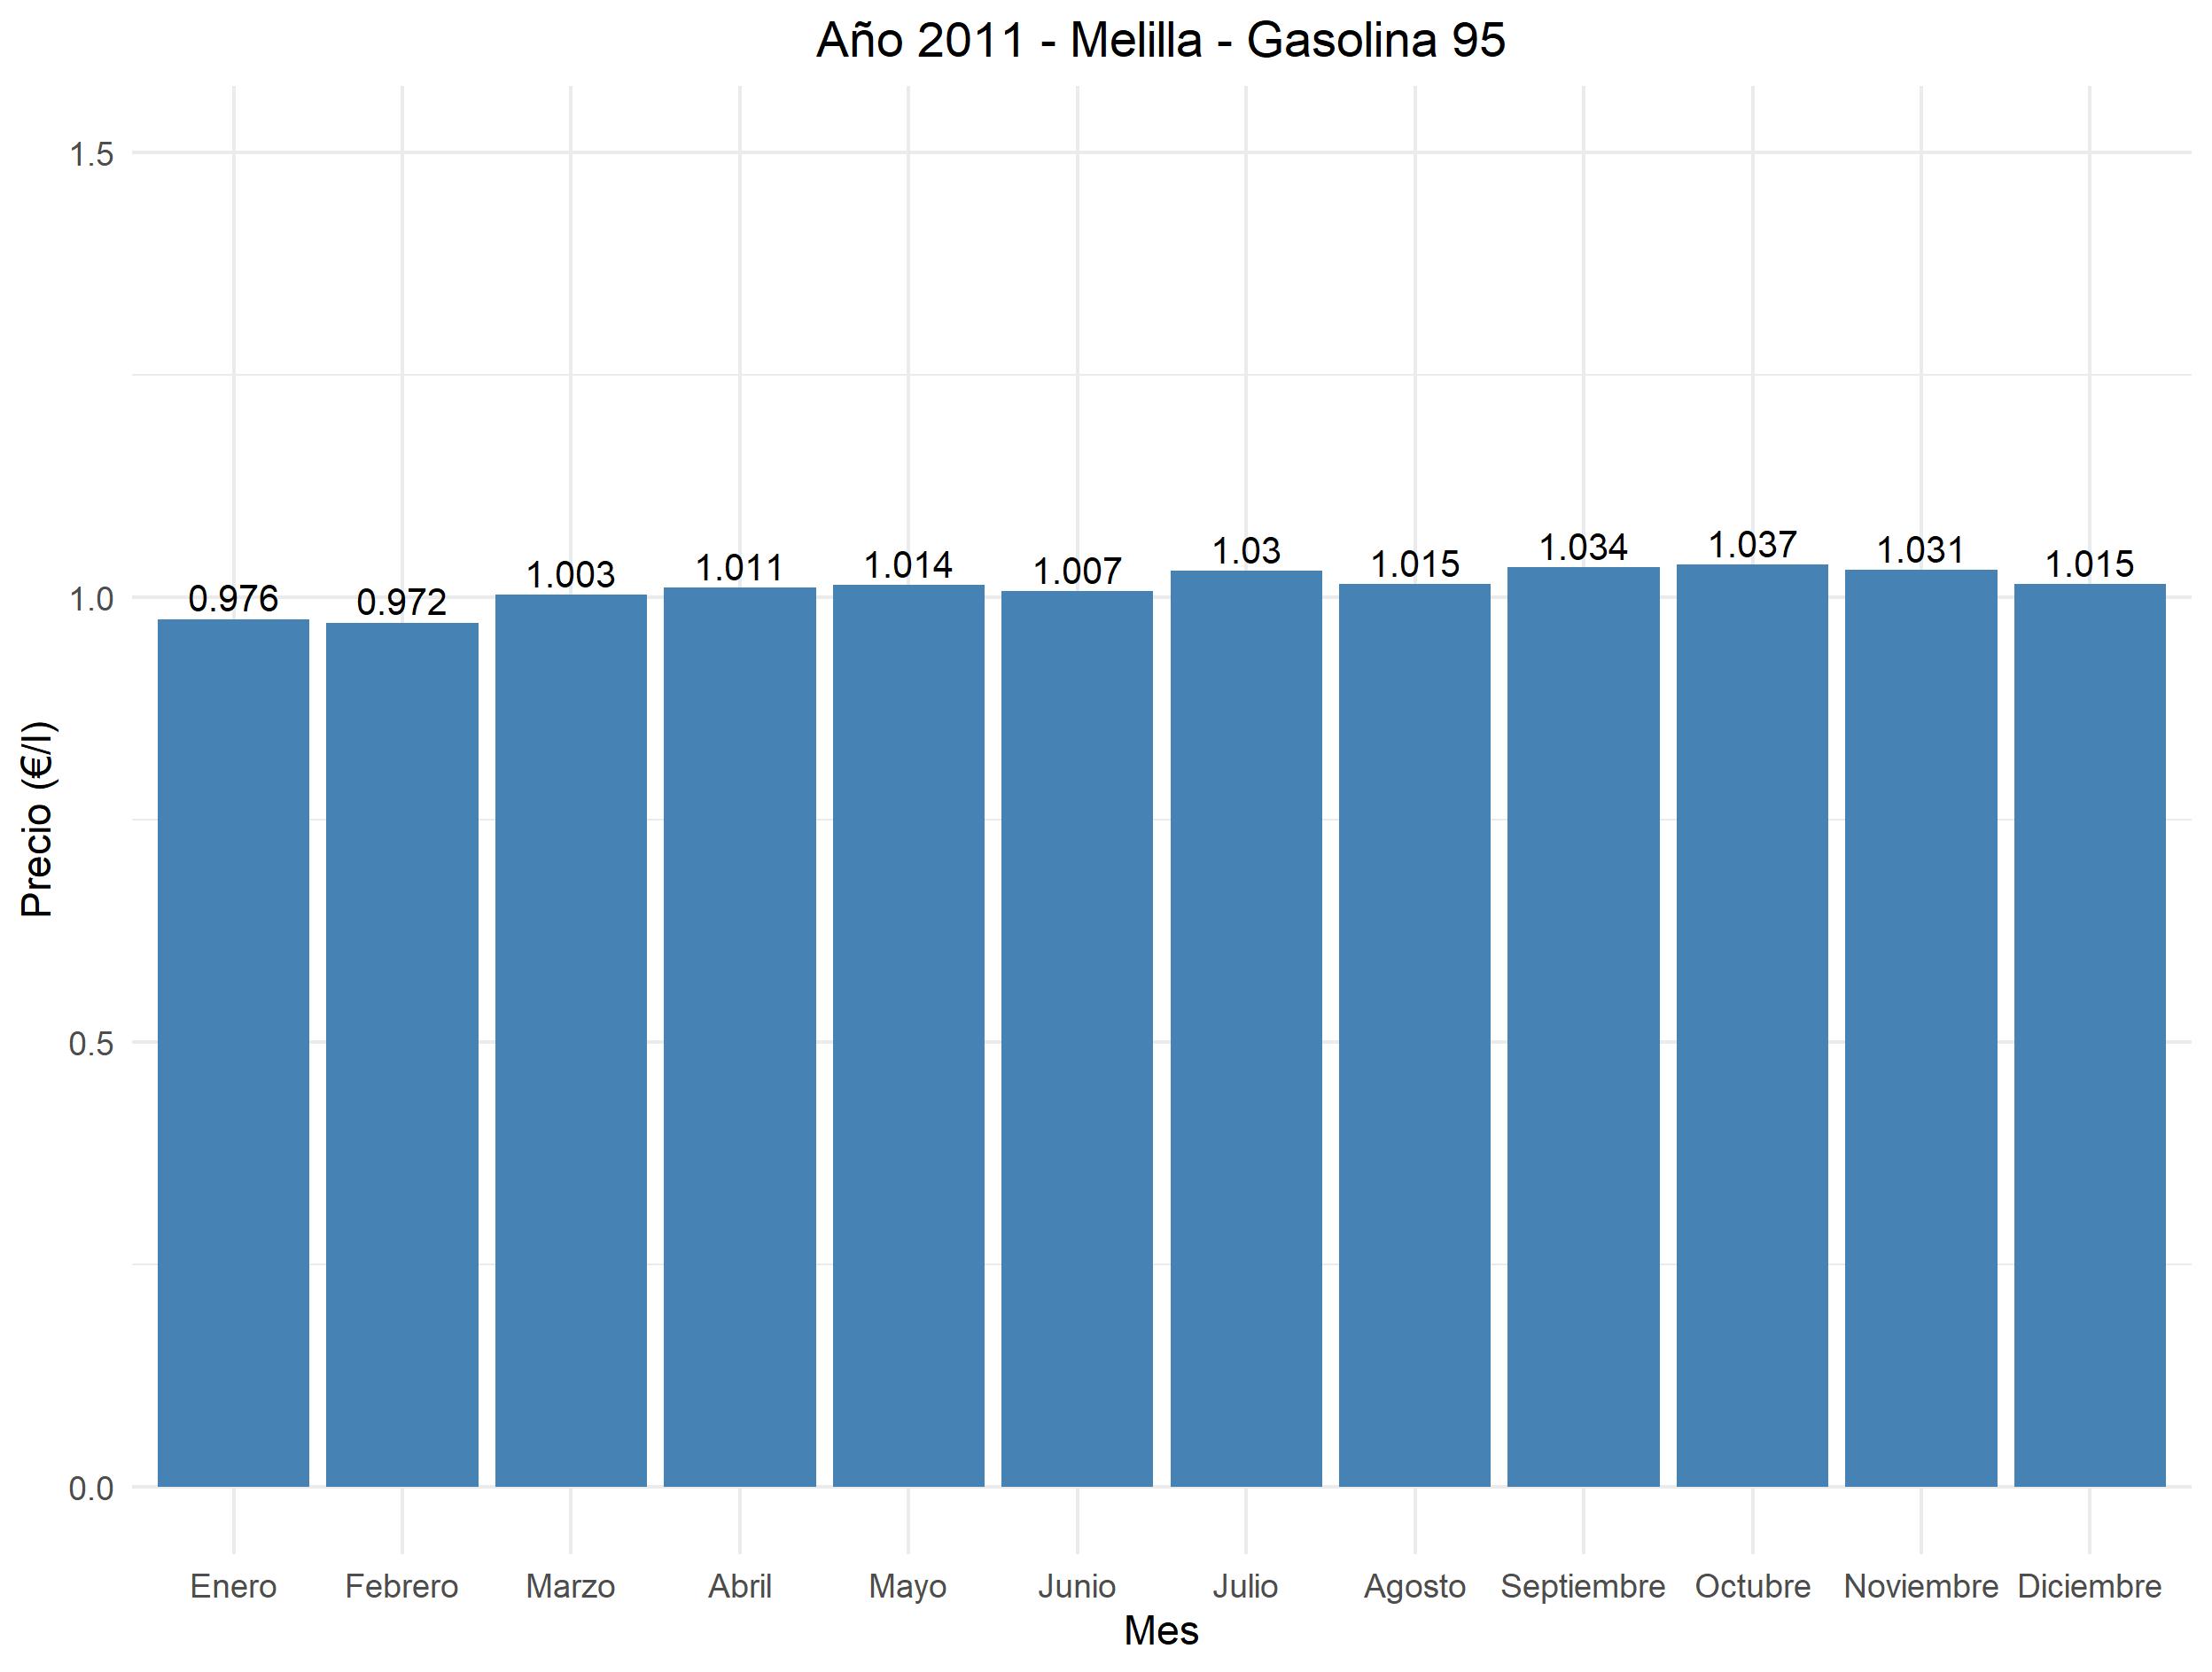 Año 2011 - Melilla - Gasolina 95
1.5
1.0
0.5
0.0
Precio (€/l)
0.976
0.972
1.003
1.011
1.014
1.007
1.03
1.015
1.034
1.037
1.031
1.015
Enero
Febrero
Marzo
Abril
Mayo
Junio
Julio
Agosto
Septiembre
Octubre
Noviembre
Diciembre
Mes